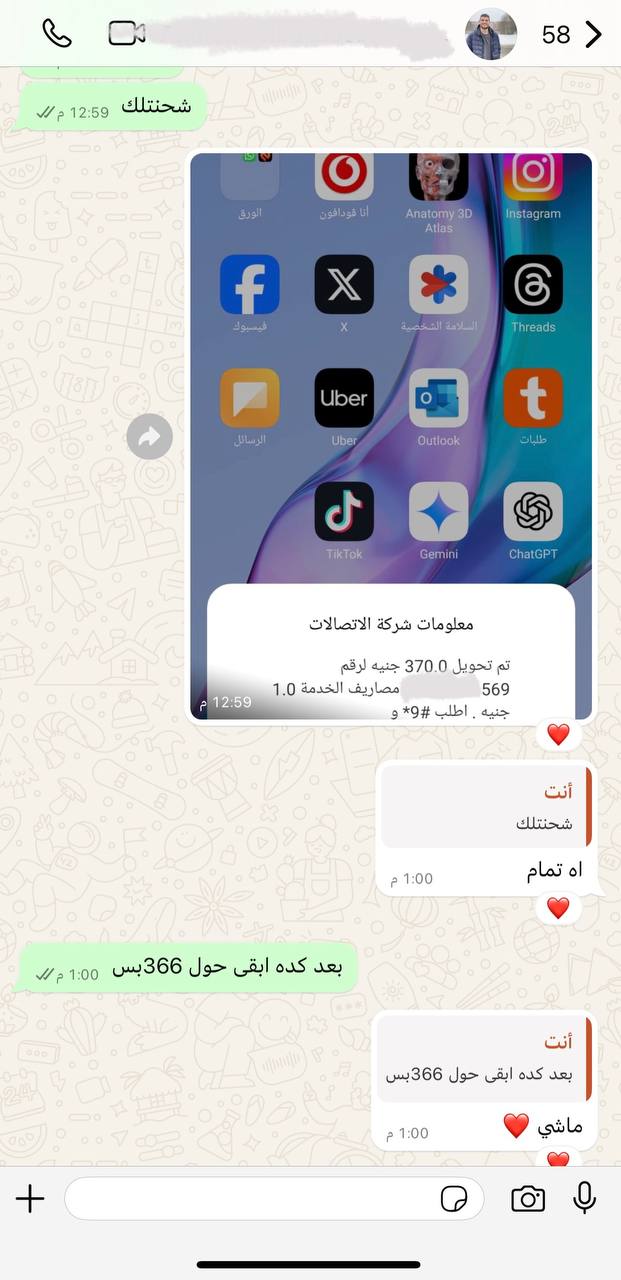 58
شحنتلك
12:59 م
الورق
أنا ڤودافون
Anatomy 3D Atlas
Instagram
فيسبوك
X
السلامة الشخصية
Threads
الرسائل
Uber
Uber
Outlook
طلبات
TikTok
Gemini
ChatGPT
معلومات شركة الاتصالات
تم تحويل 370.0 جنيه لرقم
569 مصاريف الخدمة 1.0
جنيه . اطلب #9* و
12:59 م
أنت
شحنتلك
اه تمام
1:00 م
بعد كده ابقى حول 366بس
1:00 م
أنت
بعد كده ابقى حول 366بس
ماشي ❤️
1:00 م